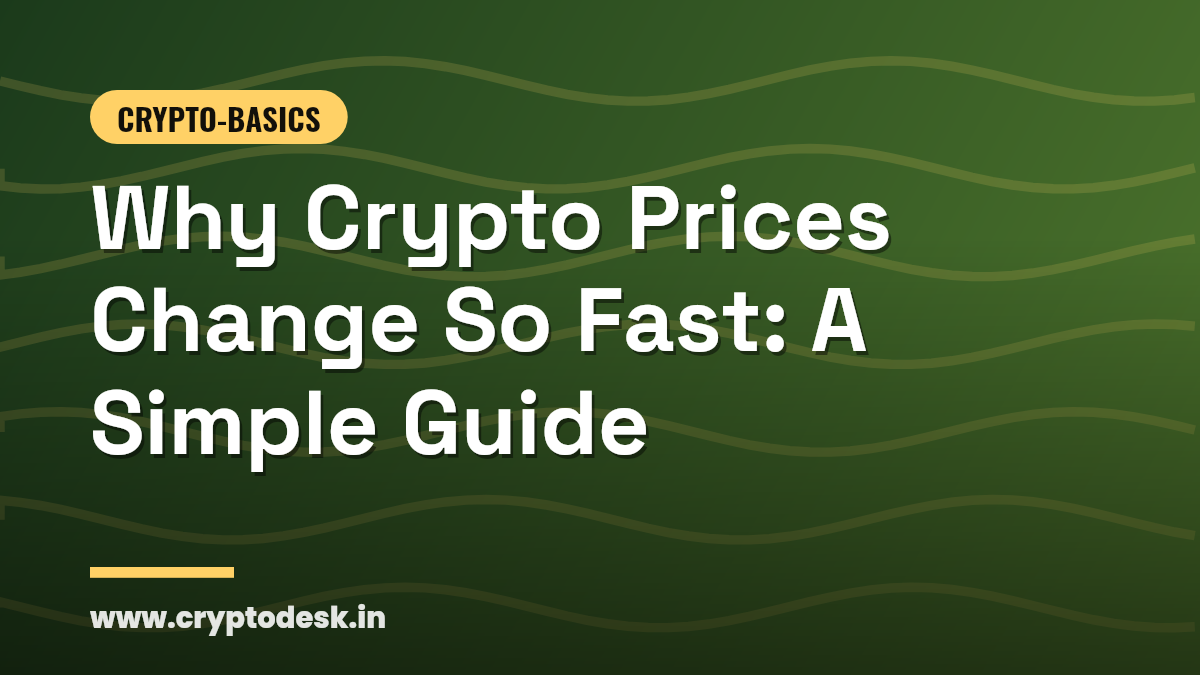 CRYPTO-BASICS
Why Crypto Prices
Change So Fast: A
Simple Guide
www.cryptodesk.in